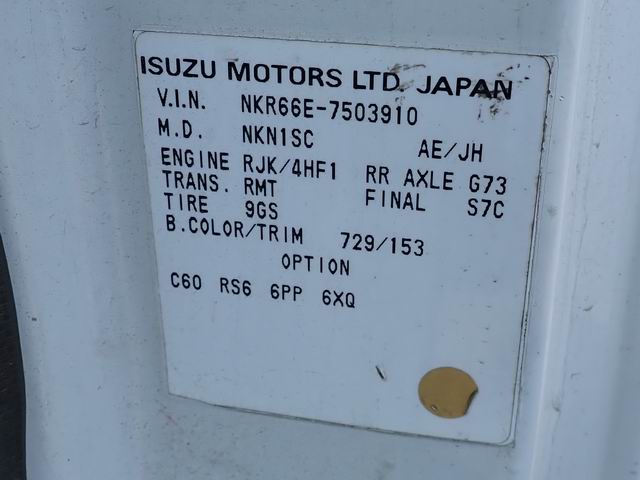 ISUZU MOTORS LTD. JAPAN
V.I.N. NKR66E-7503910
M.D. NKN1SC AE/JH
ENGINE RJK/4HF1 RR AXLE G73
TRANS. RMT FINAL S7C
TIRE 9GS
B.COLOR/TRIM 729/153
OPTION
C60 RS6 6PP 6XQ